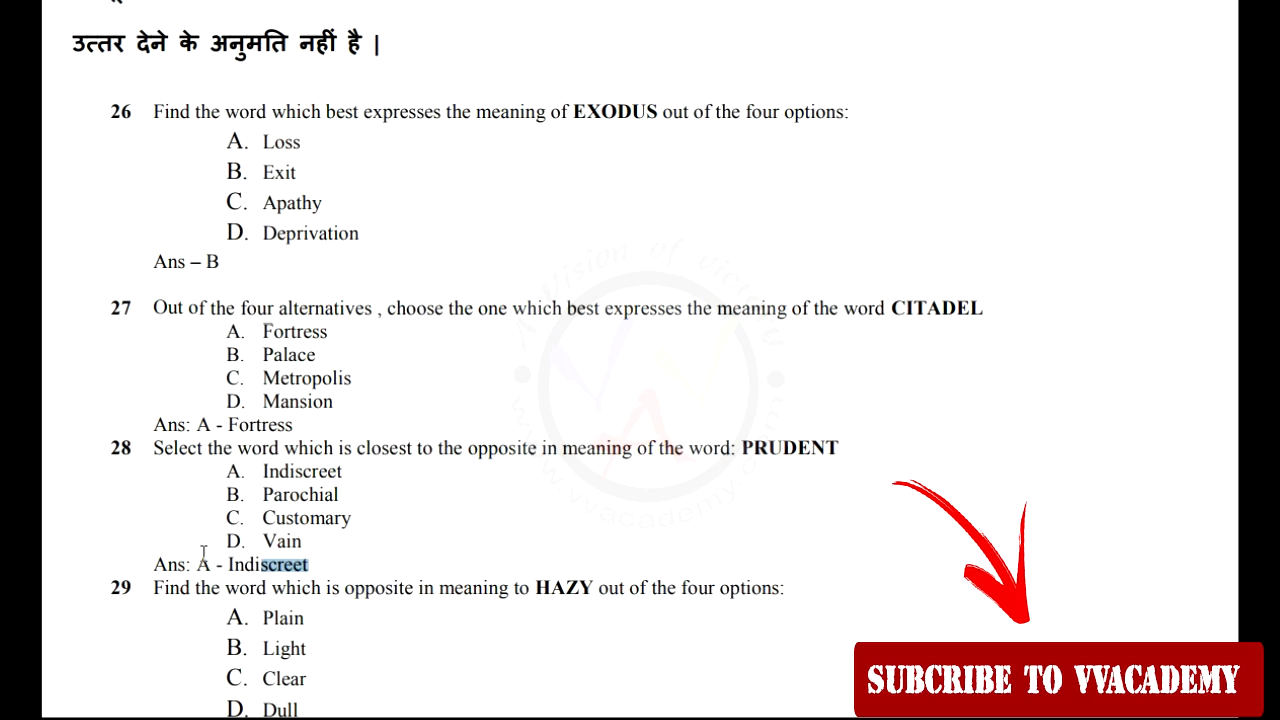 उत्तर देने के अनुमति नहीं है |
26 Find the word which best expresses the meaning of EXODUS out of the four options:
A. Loss
B. Exit
C. Apathy
D. Deprivation
Ans – B
27 Out of the four alternatives , choose the one which best expresses the meaning of the word CITADEL
A. Fortress
B. Palace
C. Metropolis
D. Mansion
Ans: A - Fortress
28 Select the word which is closest to the opposite in meaning of the word: PRUDENT
A. Indiscreet
B. Parochial
C. Customary
D. Vain
Ans: A - Indiscreet
29 Find the word which is opposite in meaning to HAZY out of the four options:
A. Plain
B. Light
C. Clear
D. Dull
SUBCRIBE TO VVACADEMY